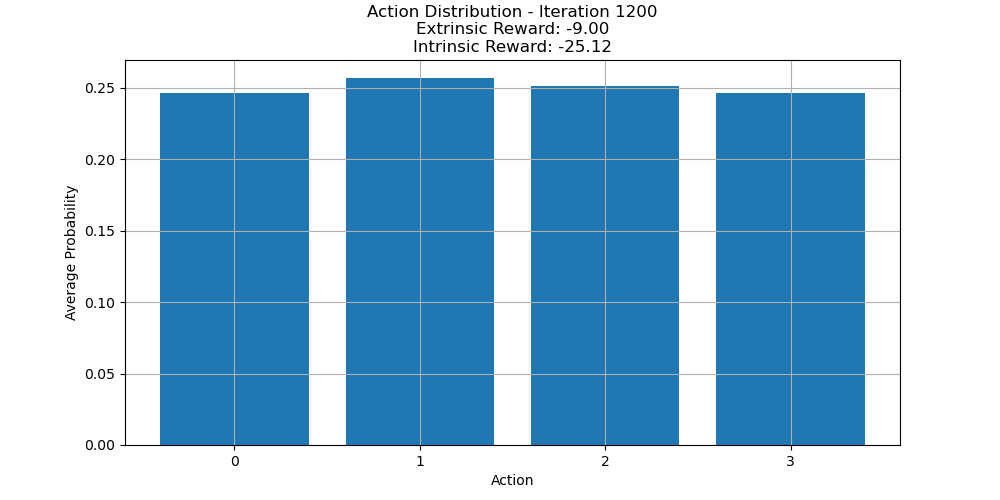 Action Distribution - Iteration 1200
Extrinsic Reward: -9.00
Intrinsic Reward: -25.12
Average Probability
0.25
0.20
0.15
0.10
0.05
0.00
0 1 2 3
Action